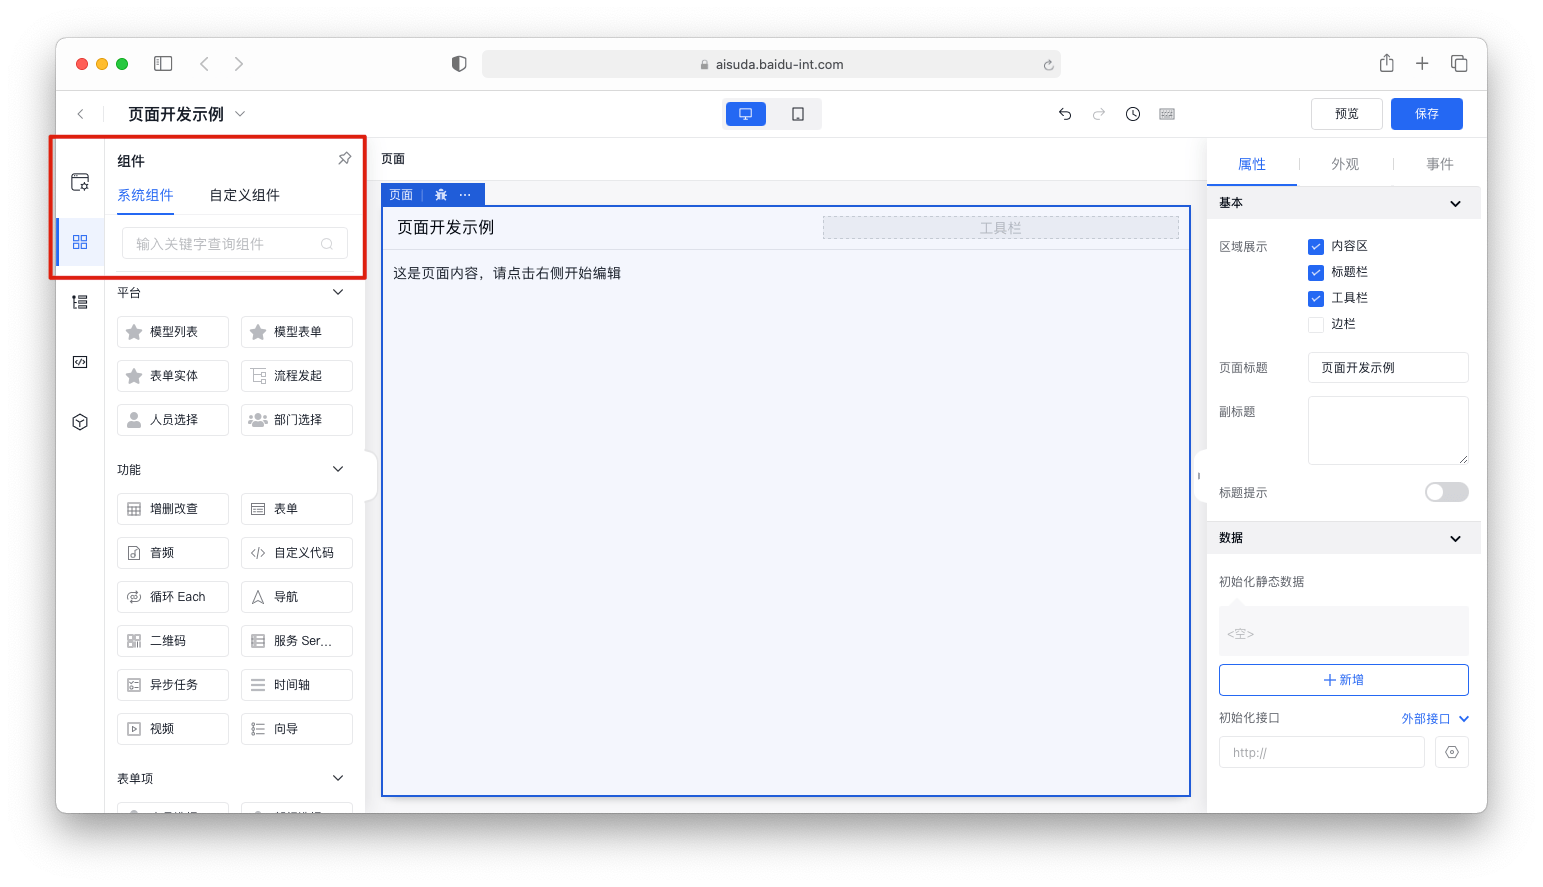 aisuda.baidu-int.com
页面开发示例
预览
保存
组件
系统组件
自定义组件
输入关键字查询组件
平台
模型列表
模型表单
表单实体
流程发起
人员选择
部门选择
功能
增删改查
表单
音频
自定义代码
循环 Each
导航
二维码
服务 Ser...
异步任务
时间轴
视频
向导
表单项
页面
页面
页面开发示例
工具栏
这是页面内容，请点击右侧开始编辑
属性
外观
事件
基本
区域展示
内容区
标题栏
工具栏
边栏
页面标题
页面开发示例
副标题
标题提示
数据
初始化静态数据
<空>
新增
初始化接口
外部接口
http://